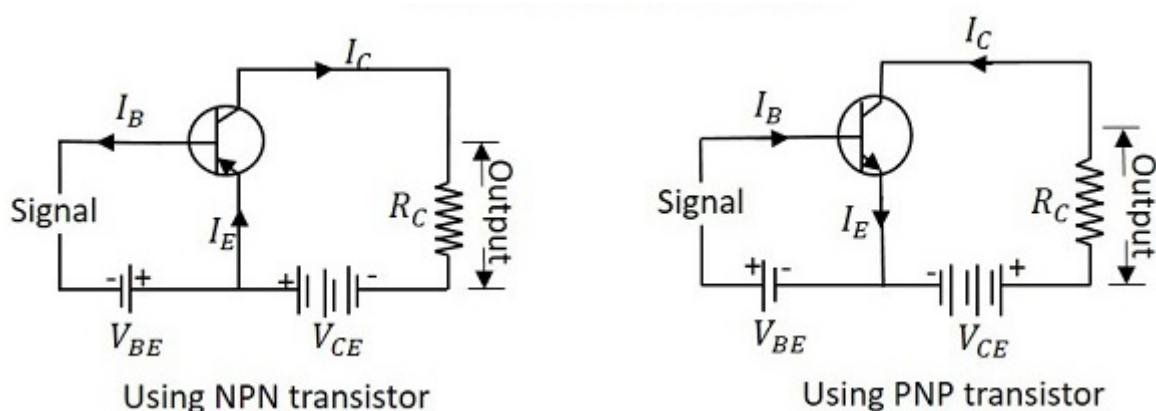 I_C
I_B
Signal
I_E
R_C
Output
- +
+ -
V_BE
V_CE
Using NPN transistor
I_C
I_B
Signal
I_E
R_C
Output
+ -
- +
V_BE
V_CE
Using PNP transistor